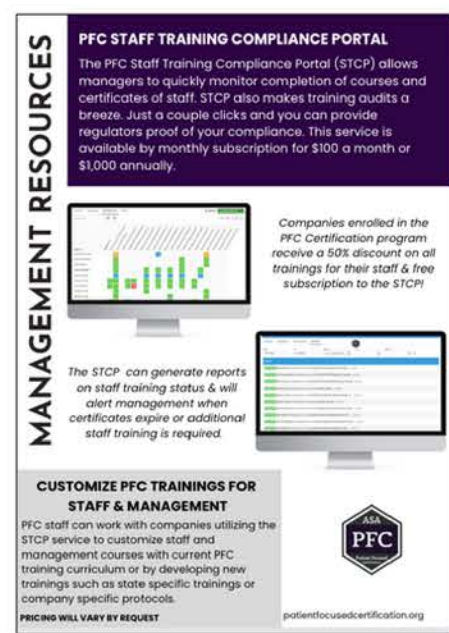 MANAGEMENT RESOURCES
PFC STAFF TRAINING COMPLIANCE PORTAL
The PFC Staff Training Compliance Portal (STCP) allows
managers to quickly monitor completion of courses and
certificates of staff. STCP also makes training audits a
breeze. Just a couple clicks and you can provide
regulators proof of your compliance. This service is
available by monthly subscription for $100 a month or
$1,000 annually.
Companies enrolled in the
PFC Certification program
receive a 50% discount on all
trainings for their staff & free
subscription to the STCP!
The STCP can generate reports
on staff training status & will
alert management when
certificates expire or additional
staff training is required.
CUSTOMIZE PFC TRAININGS FOR
STAFF & MANAGEMENT
PFC staff can work with companies utilizing the
STCP service to customize staff and
management courses with current PFC
training curriculum or by developing new
trainings such as state specific trainings or
company specific protocols.
PRICING WILL VARY BY REQUEST
ASA
PFC
patientfocusedcertification.org